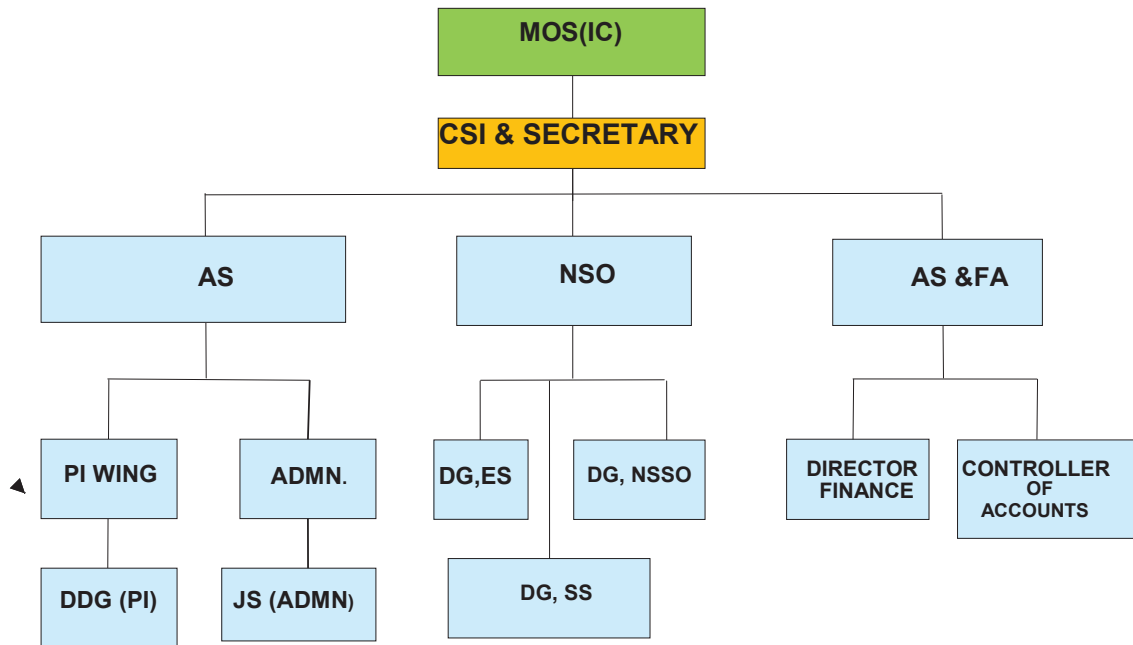 MOS(IC)
CSI & SECRETARY
AS
NSO
AS &FA
PI WING
ADMN.
DG,ES
DG, NSSO
DIRECTOR
FINANCE
CONTROLLER
OF
ACCOUNTS
DDG (PI)
JS (ADMN)
DG, SS